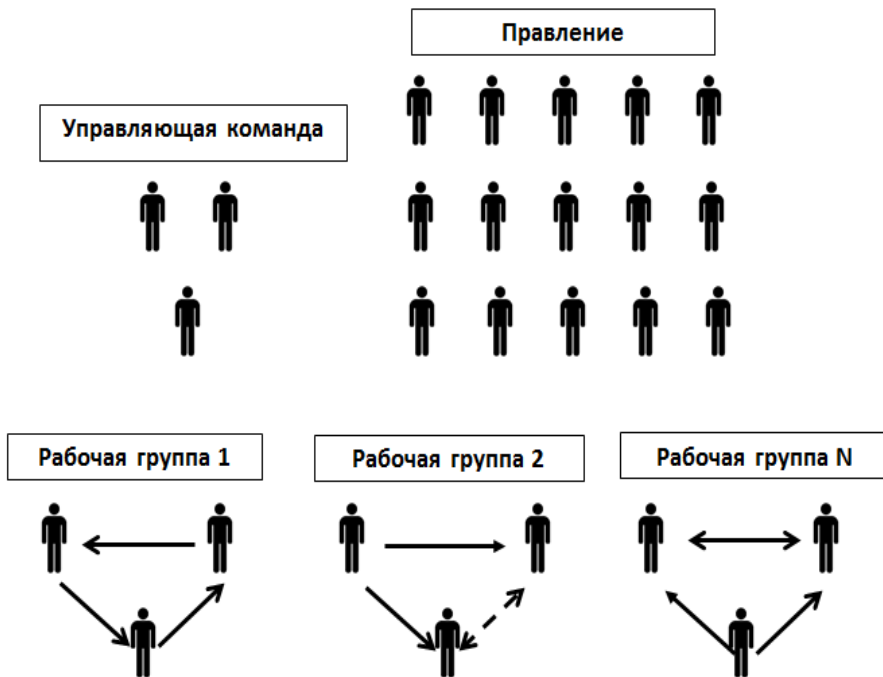 Правление
Управляющая команда
Рабочая группа 1
Рабочая группа 2
Рабочая группа N